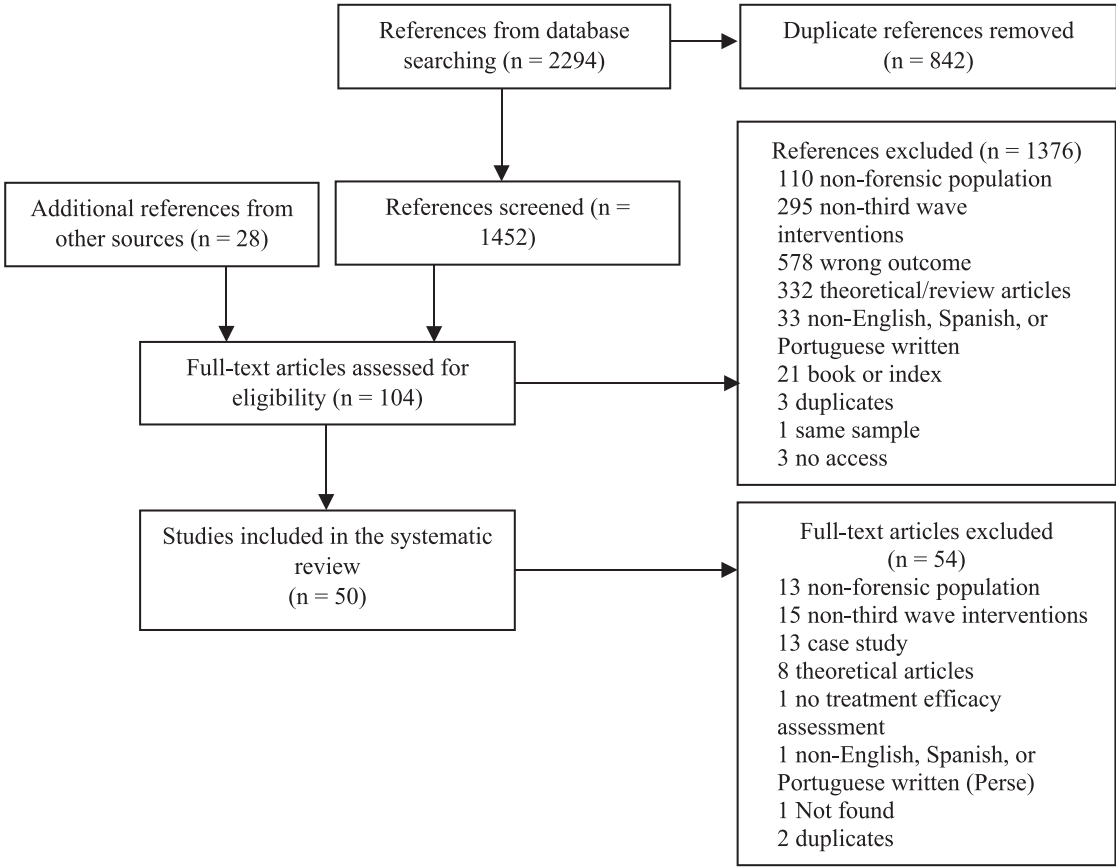 References from database
searching (n = 2294)
Duplicate references removed
(n = 842)
References excluded (n = 1376)
110 non-forensic population
295 non-third wave
interventions
578 wrong outcome
332 theoretical/review articles
33 non-English, Spanish, or
Portuguese written
21 book or index
3 duplicates
1 same sample
3 no access
Additional references from
other sources (n = 28)
References screened (n =
1452)
Full-text articles assessed for
eligibility (n = 104)
Studies included in the systematic
review
(n = 50)
Full-text articles excluded
(n = 54)
13 non-forensic population
15 non-third wave interventions
13 case study
8 theoretical articles
1 no treatment efficacy
assessment
1 non-English, Spanish, or
Portuguese written (Perse)
1 Not found
2 duplicates